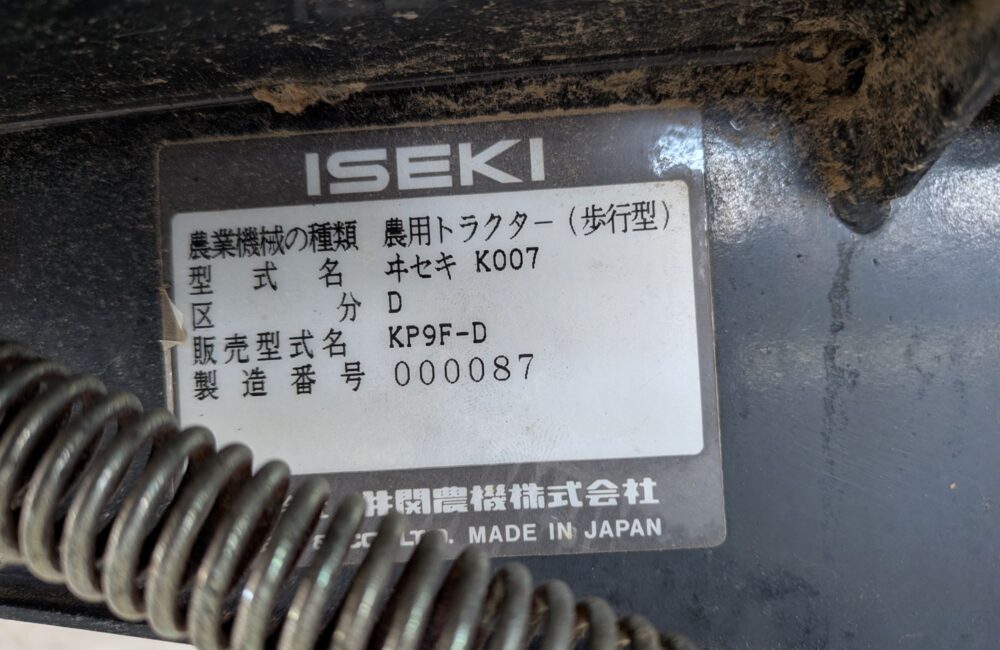 ISEKI
農業機械の種類 農用トラクター(歩行型)
型式名 ヰセキ K007
区分 D
販売型式名 KP9F-D
製造番号 000087
井関農機株式会社
CO., LTD. MADE IN JAPAN